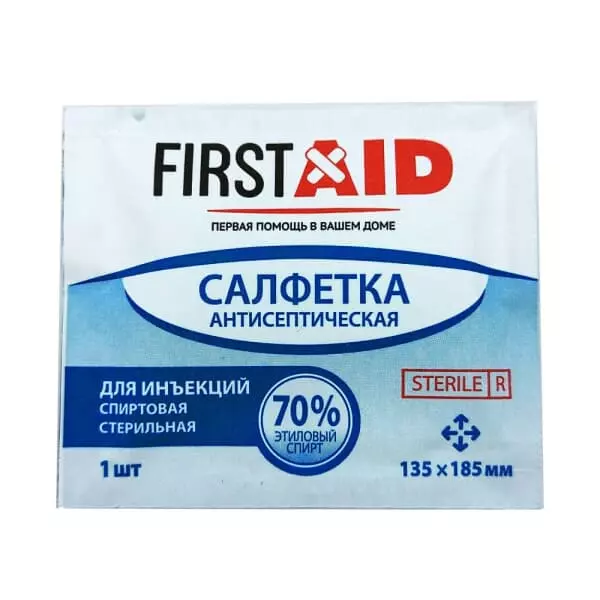 FIRST AID
ПЕРВАЯ ПОМОЩЬ В ВАШЕМ ДОМЕ
САЛФЕТКА
АНТИСЕПТИЧЕСКАЯ
ДЛЯ ИНЪЕКЦИЙ
СПИРТОВАЯ
СТЕРИЛЬНАЯ
70%
ЭТИЛОВЫЙ
СПИРТ
STERILE R
1 шт
135 × 185 мм